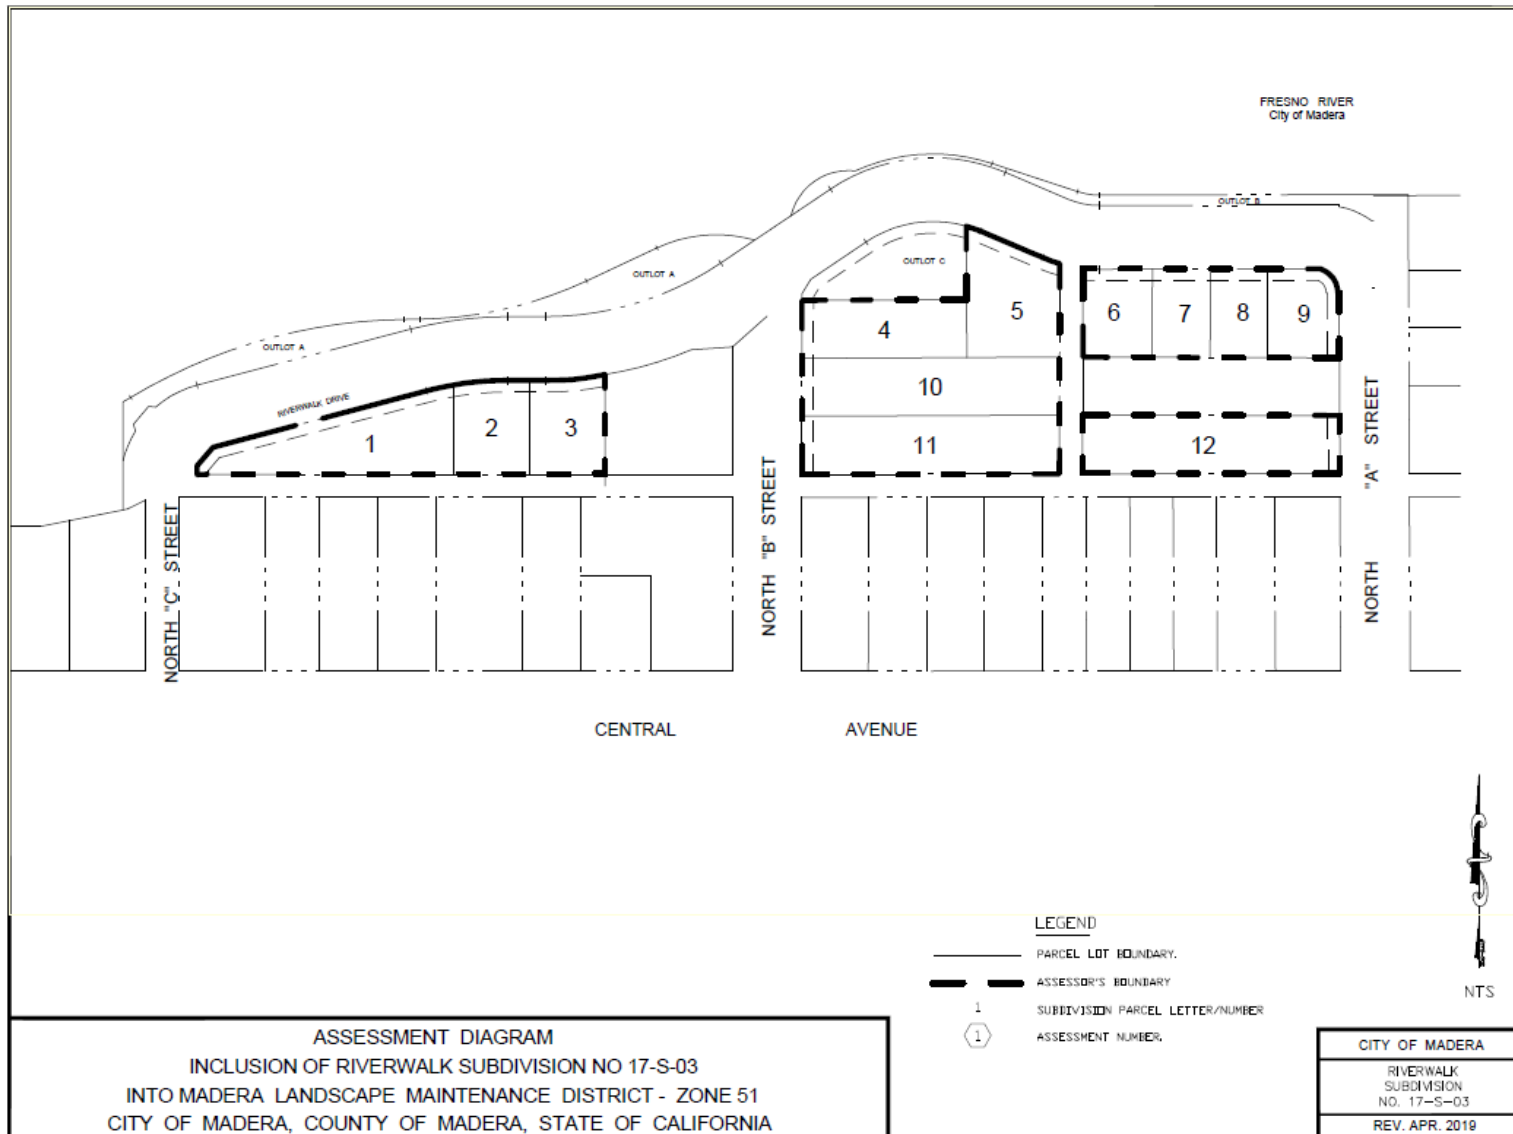 FRESNO RIVER
City of Madera
OUTLOT B
OUTLOT C
OUTLOT A
OUTLOT A
RIVERWALK DRIVE
1
2
3
4
5
6
7
8
9
10
11
12
NORTH "C" STREET
NORTH "B" STREET
NORTH "A" STREET
CENTRAL AVENUE
LEGEND
PARCEL LOT BOUNDARY.
ASSESSOR'S BOUNDARY
1 SUBDIVISION PARCEL LETTER/NUMBER
1 ASSESSMENT NUMBER.
NTS
ASSESSMENT DIAGRAM
INCLUSION OF RIVERWALK SUBDIVISION NO 17-S-03
INTO MADERA LANDSCAPE MAINTENANCE DISTRICT - ZONE 51
CITY OF MADERA, COUNTY OF MADERA, STATE OF CALIFORNIA
CITY OF MADERA
RIVERWALK
SUBDIVISION
NO. 17-S-03
REV. APR. 2019